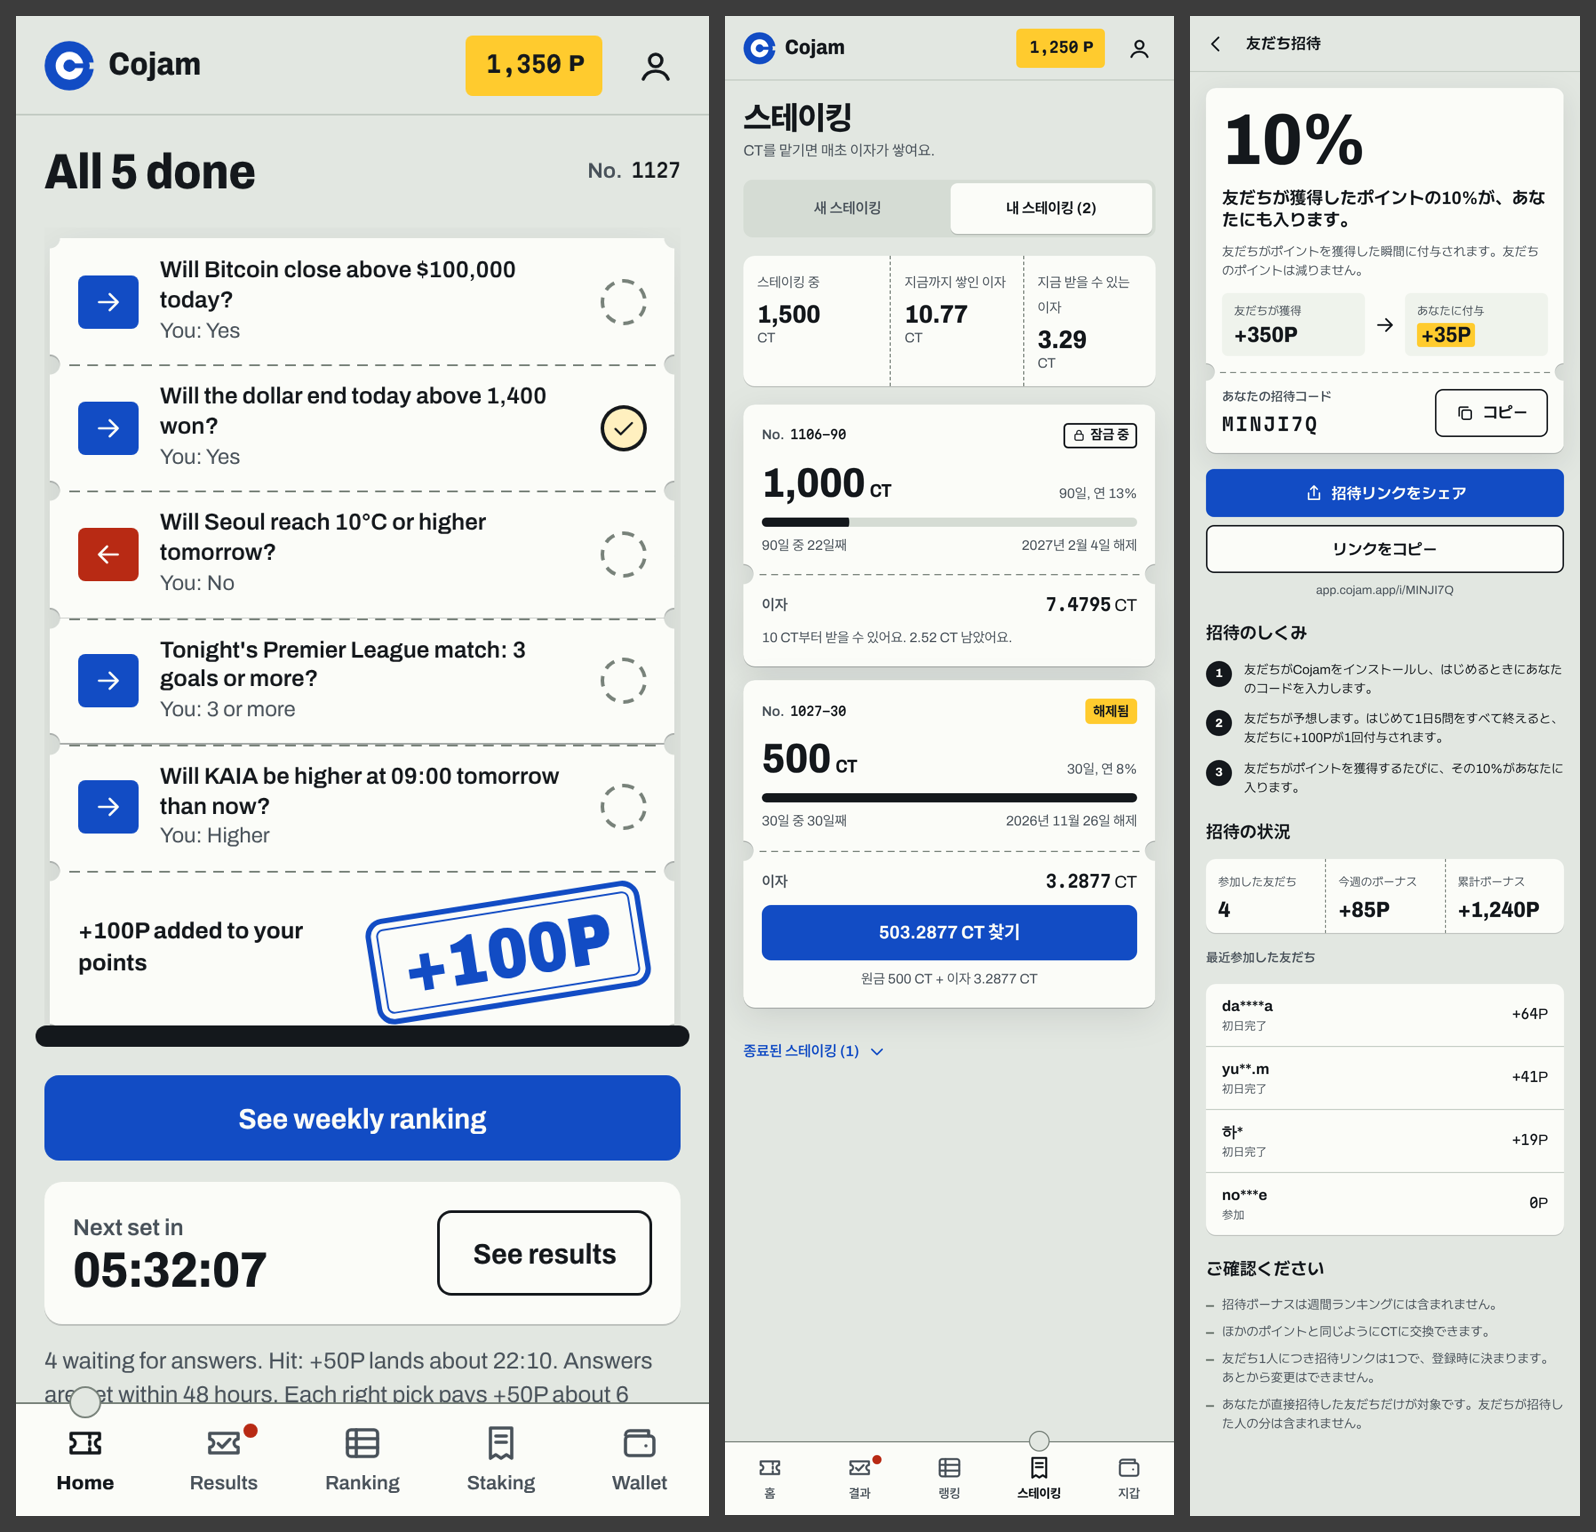 Cojam
1,350 P
All 5 done
No. 1127
Will Bitcoin close above $100,000
today?
You: Yes
Will the dollar end today above 1,400
won?
You: Yes
Will Seoul reach 10°C or higher
tomorrow?
You: No
Tonight's Premier League match: 3
goals or more?
You: 3 or more
Will KAIA be higher at 09:00 tomorrow
than now?
You: Higher
+100P added to your
points
+100P
See weekly ranking
Next set in
05:32:07
See results
4 waiting for answers. Hit: +50P lands about 22:10. Answers
within 48 hours. Each right pick pays +50P about 6
Home
Results
Ranking
Staking
Wallet
Cojam
1,250 P
스테이킹
CT를 맡기면 매초 이자가 쌓여요.
새 스테이킹
내 스테이킹 (2)
스테이킹 중
1,500
CT
지금까지 쌓인 이자
10.77
CT
지금 받을 수 있는
이자
3.29
CT
No. 1106-90
잠금 중
1,000 CT
90일, 연 13%
90일 중 22일째
2027년 2월 4일 해제
이자
7.4795 CT
10 CT부터 받을 수 있어요. 2.52 CT 남았어요.
No. 1027-30
해제됨
500 CT
30일, 연 8%
30일 중 30일째
2026년 11월 26일 해제
이자
3.2877 CT
503.2877 CT 찾기
원금 500 CT + 이자 3.2877 CT
종료된 스테이킹 (1)
홈
결과
랭킹
스테이킹
지갑
友だち招待
10%
友だちが獲得したポイントの10%が、あな
たにも入ります。
友だちがポイントを獲得した瞬間に付与されます。友だち
のポイントは減りません。
友だちが獲得
+350P
あなたに付与
+35P
あなたの招待コード
MINJI7Q
コピー
招待リンクをシェア
リンクをコピー
app.cojam.app/i/MINJI7Q
招待のしくみ
1
友だちがCojamをインストールし、はじめるときにあなた
のコードを入力します。
2
友だちが予想します。はじめて1日5問をすべて終えると、
友だちに+100Pが1回付与されます。
3
友だちがポイントを獲得するたびに、その10%があなたに
入ります。
招待の状況
参加した友だち
4
今週のボーナス
+85P
累計ボーナス
+1,240P
最近参加した友だち
da****a
初日完了
+64P
yu**.m
初日完了
+41P
하*
初日完了
+19P
no***e
参加
0P
ご確認ください
– 招待ボーナスは週間ランキングには含まれません。
– ほかのポイントと同じようにCTに交換できます。
– 友だち1人につき招待リンクは1つで、登録時に決まります。
あとから変更はできません。
– あなたが直接招待した友だちだけが対象です。友だちが招待し
た人の分は含まれません。